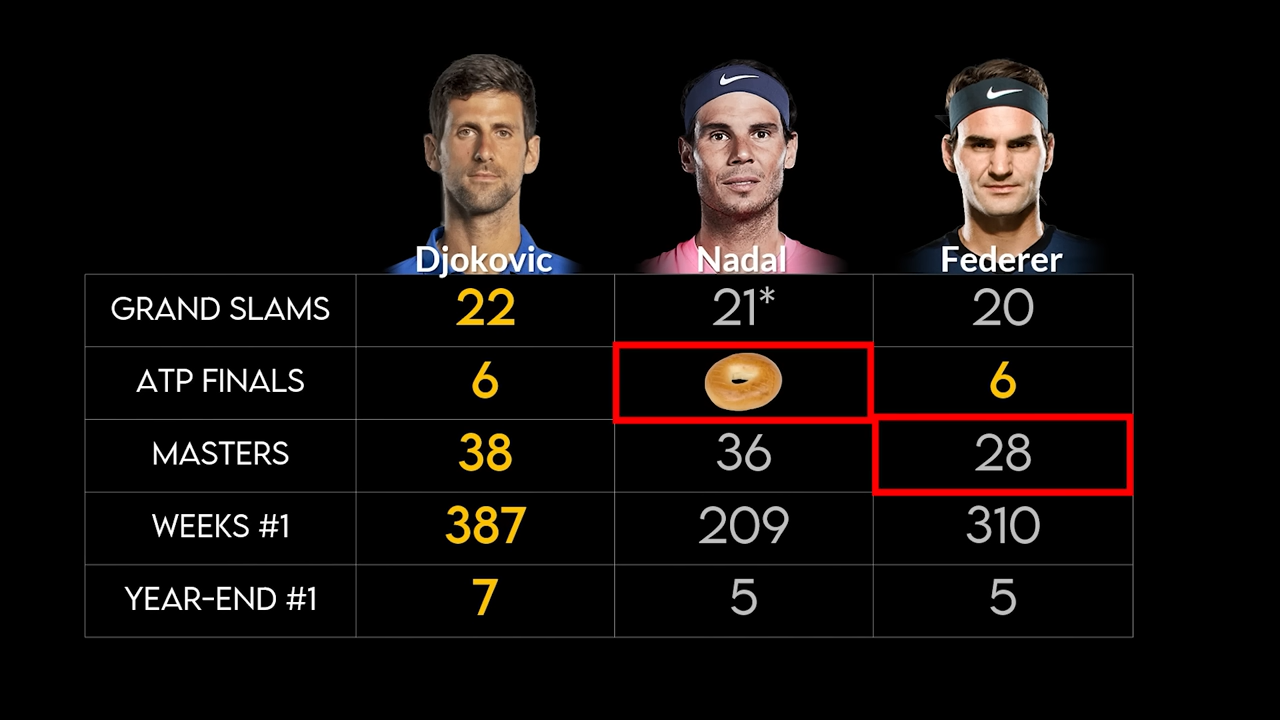 Djokovic Nadal Federer
GRAND SLAMS 22 21* 20
ATP FINALS 6 6
MASTERS 38 36 28
WEEKS #1 387 209 310
YEAR-END #1 7 5 5